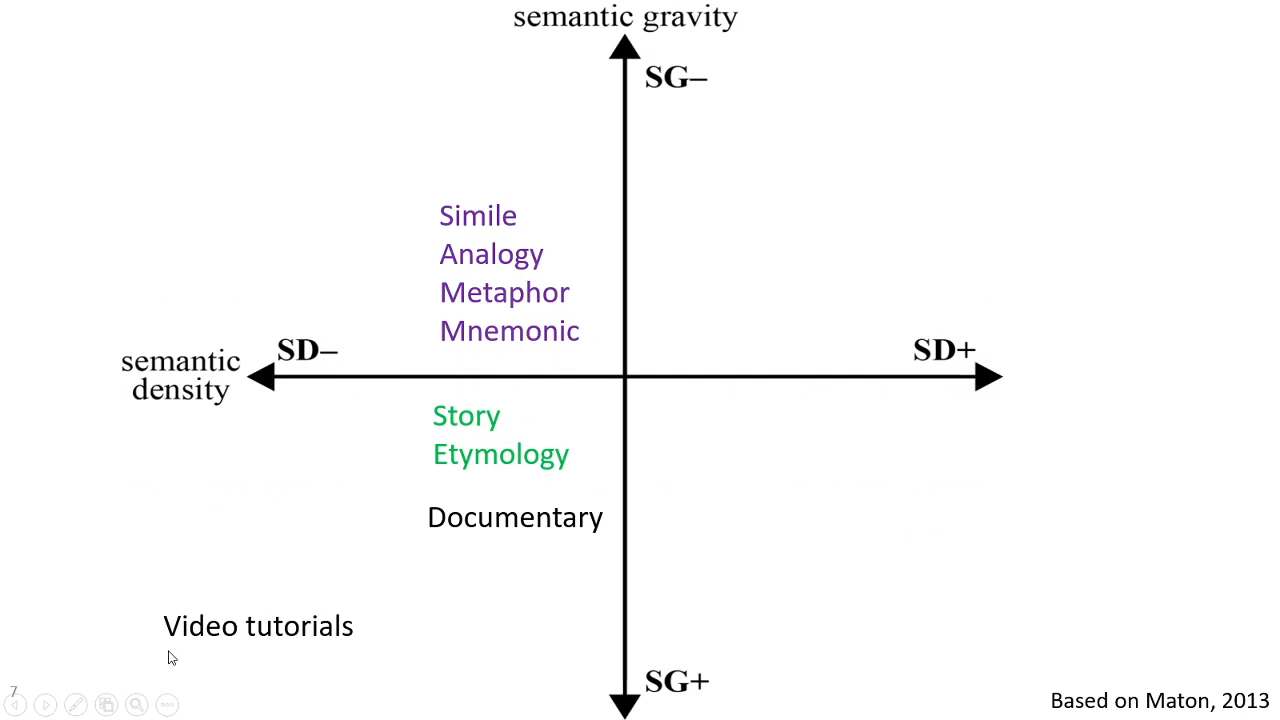 semantic gravity
SG–
Simile
Analogy
Metaphor
Mnemonic
SD–
SD+
semantic
density
Story
Etymology
Documentary
Video tutorials
SG+
7
Based on Maton, 2013